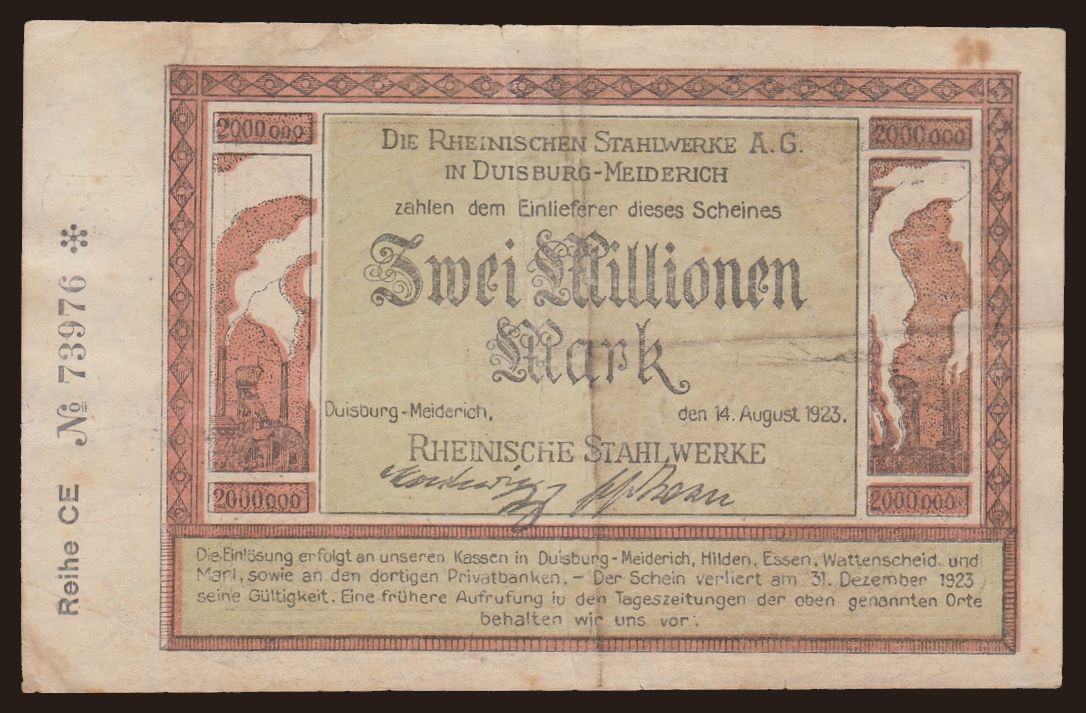 2000000
2000000
DIE RHEINISCHEN STAHLWERKE A.G.
IN DUISBURG-MEIDERICH
zahlen dem Einlieferer dieses Scheines
Zwei Millionen
Mark
Duisburg-Meiderich, den 14. August 1923.
RHEINISCHE STAHLWERKE
2000000
2000000
Die Einlösung erfolgt an unseren Kassen in Duisburg-Meiderich, Hilden, Essen, Wattenscheid und
Marl, sowie an den dortigen Privatbanken. – Der Schein verliert am 31. Dezember 1923
seine Gültigkeit. Eine frühere Aufrufung in den Tageszeitungen der oben genannten Orte
behalten wir uns vor.
Reihe CE № 73976 *